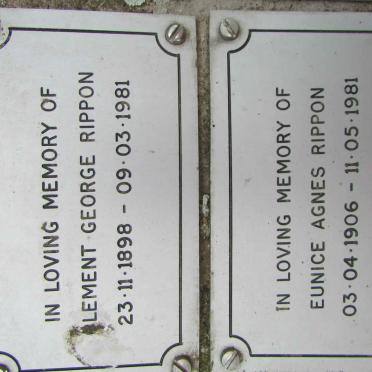 IN LOVING MEMORY OF
LEMENT GEORGE RIPPON
23·11·1898 – 09·03·1981
IN LOVING MEMORY OF
EUNICE AGNES RIPPON
03·04·1906 – 11·05·1981